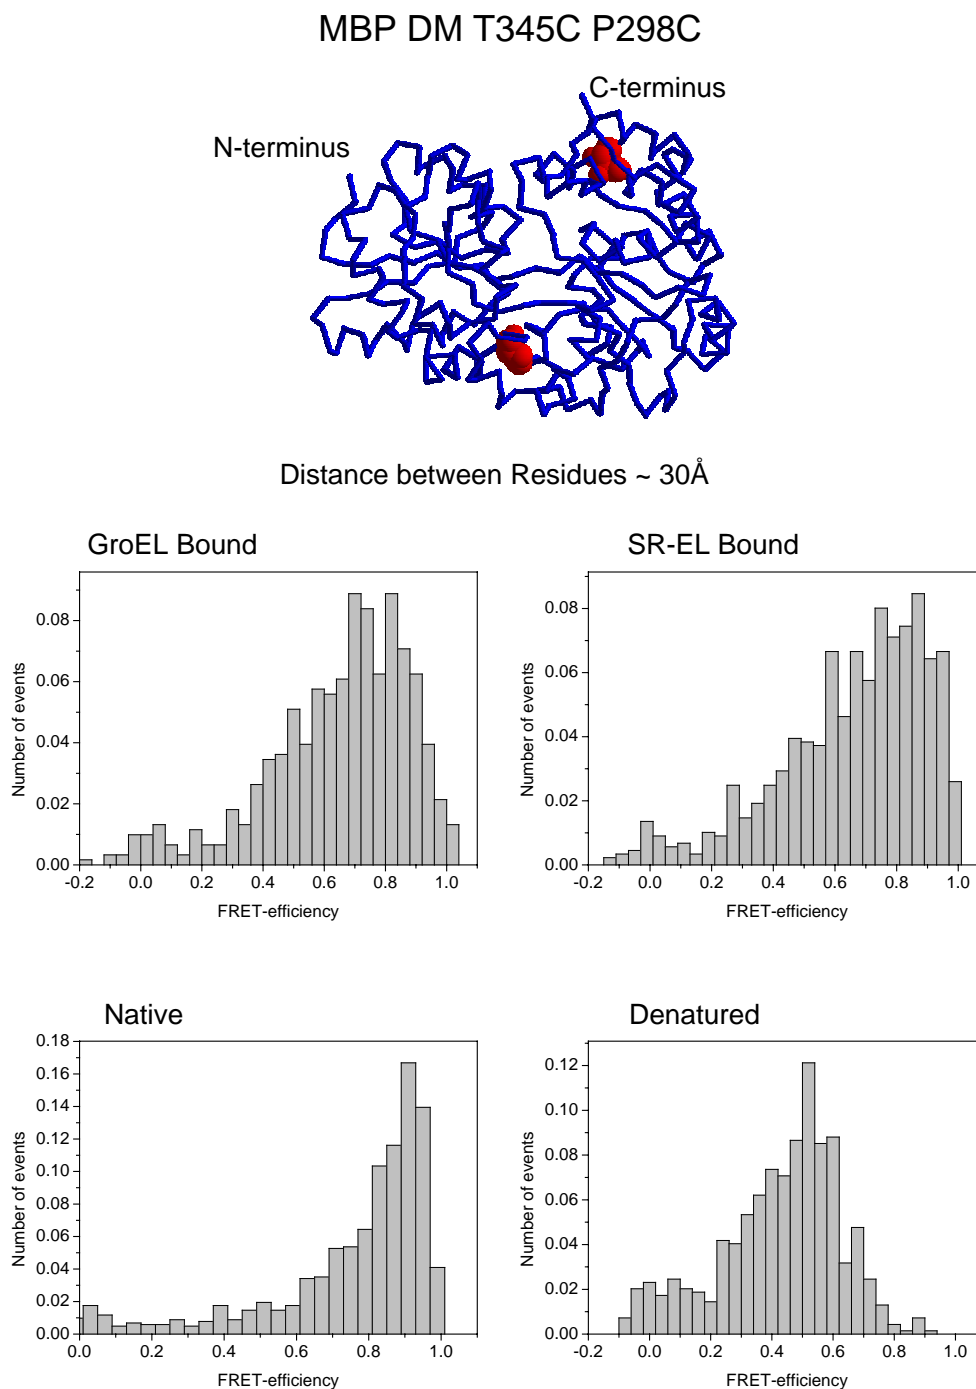 MBP DM T345C P298C
C-terminus
N-terminus
Distance between Residues ~ 30Å
GroEL Bound
0.08
0.06
0.04
0.02
0.00
Number of events
-0.2 0.0 0.2 0.4 0.6 0.8 1.0
FRET-efficiency
SR-EL Bound
0.08
0.06
0.04
0.02
0.00
Number of events
-0.2 0.0 0.2 0.4 0.6 0.8 1.0
FRET-efficiency
Native
0.18
0.16
0.14
0.12
0.10
0.08
0.06
0.04
0.02
0.00
Number of events
0.0 0.2 0.4 0.6 0.8 1.0
FRET-efficiency
Denatured
0.12
0.10
0.08
0.06
0.04
0.02
0.00
Number of events
-0.2 0.0 0.2 0.4 0.6 0.8 1.0
FRET-efficiency